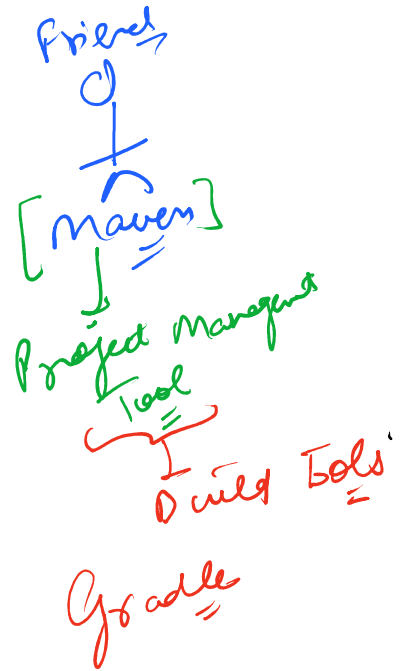 Friend
[Maven]
Project Management
Tool
Build Tools
Gradle